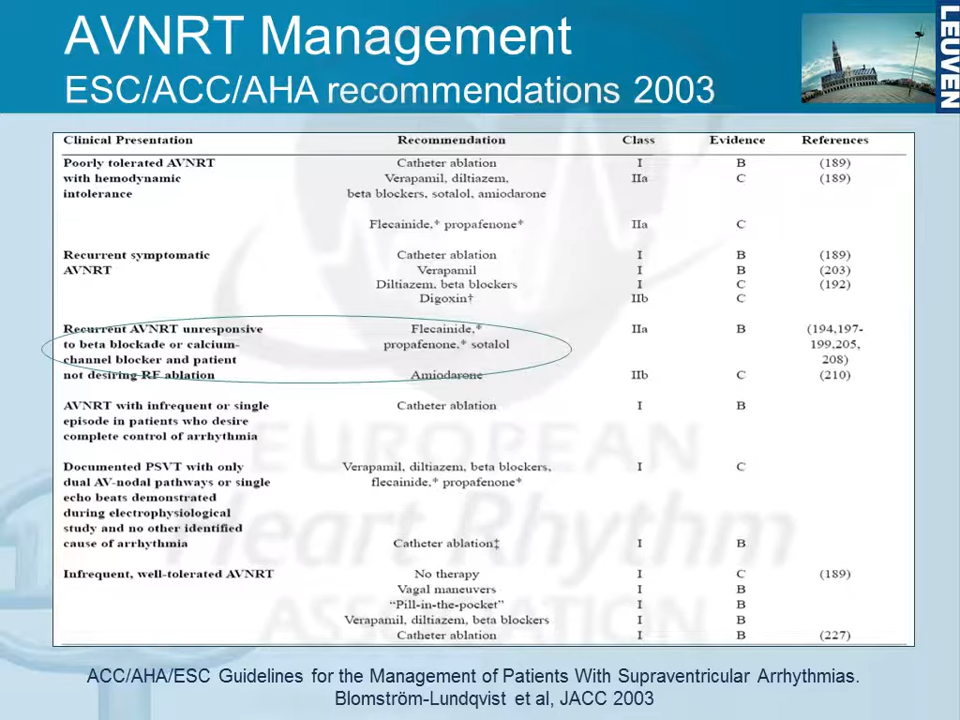 AVNRT Management
ESC/ACC/AHA recommendations 2003
LEUVEN
Clinical Presentation Recommendation Class Evidence References
Poorly tolerated AVNRT Catheter ablation I B (189)
with hemodynamic Verapamil, diltiazem, IIa C (189)
intolerance beta blockers, sotalol, amiodarone
Flecainide,* propafenone* IIa C
Recurrent symptomatic Catheter ablation I B (189)
AVNRT Verapamil I B (203)
Diltiazem, beta blockers I C (192)
Digoxin† IIb C
Recurrent AVNRT unresponsive Flecainide,* IIa B (194,197-
to beta blockade or calcium- propafenone,* sotalol 199,205,
channel blocker and patient 208)
not desiring RF ablation Amiodarone IIb C (210)
AVNRT with infrequent or single Catheter ablation I B
episode in patients who desire
complete control of arrhythmia
Documented PSVT with only Verapamil, diltiazem, beta blockers, I C
dual AV-nodal pathways or single flecainide,* propafenone*
echo beats demonstrated
during electrophysiological
study and no other identified
cause of arrhythmia Catheter ablation‡ I B
Infrequent, well-tolerated AVNRT No therapy I C (189)
Vagal maneuvers I B
“Pill-in-the-pocket” I B
Verapamil, diltiazem, beta blockers I B
Catheter ablation I B (227)
EUROPEAN
Heart Rhythm
ASSOCIATION
ACC/AHA/ESC Guidelines for the Management of Patients With Supraventricular Arrhythmias.
Blomström-Lundqvist et al, JACC 2003